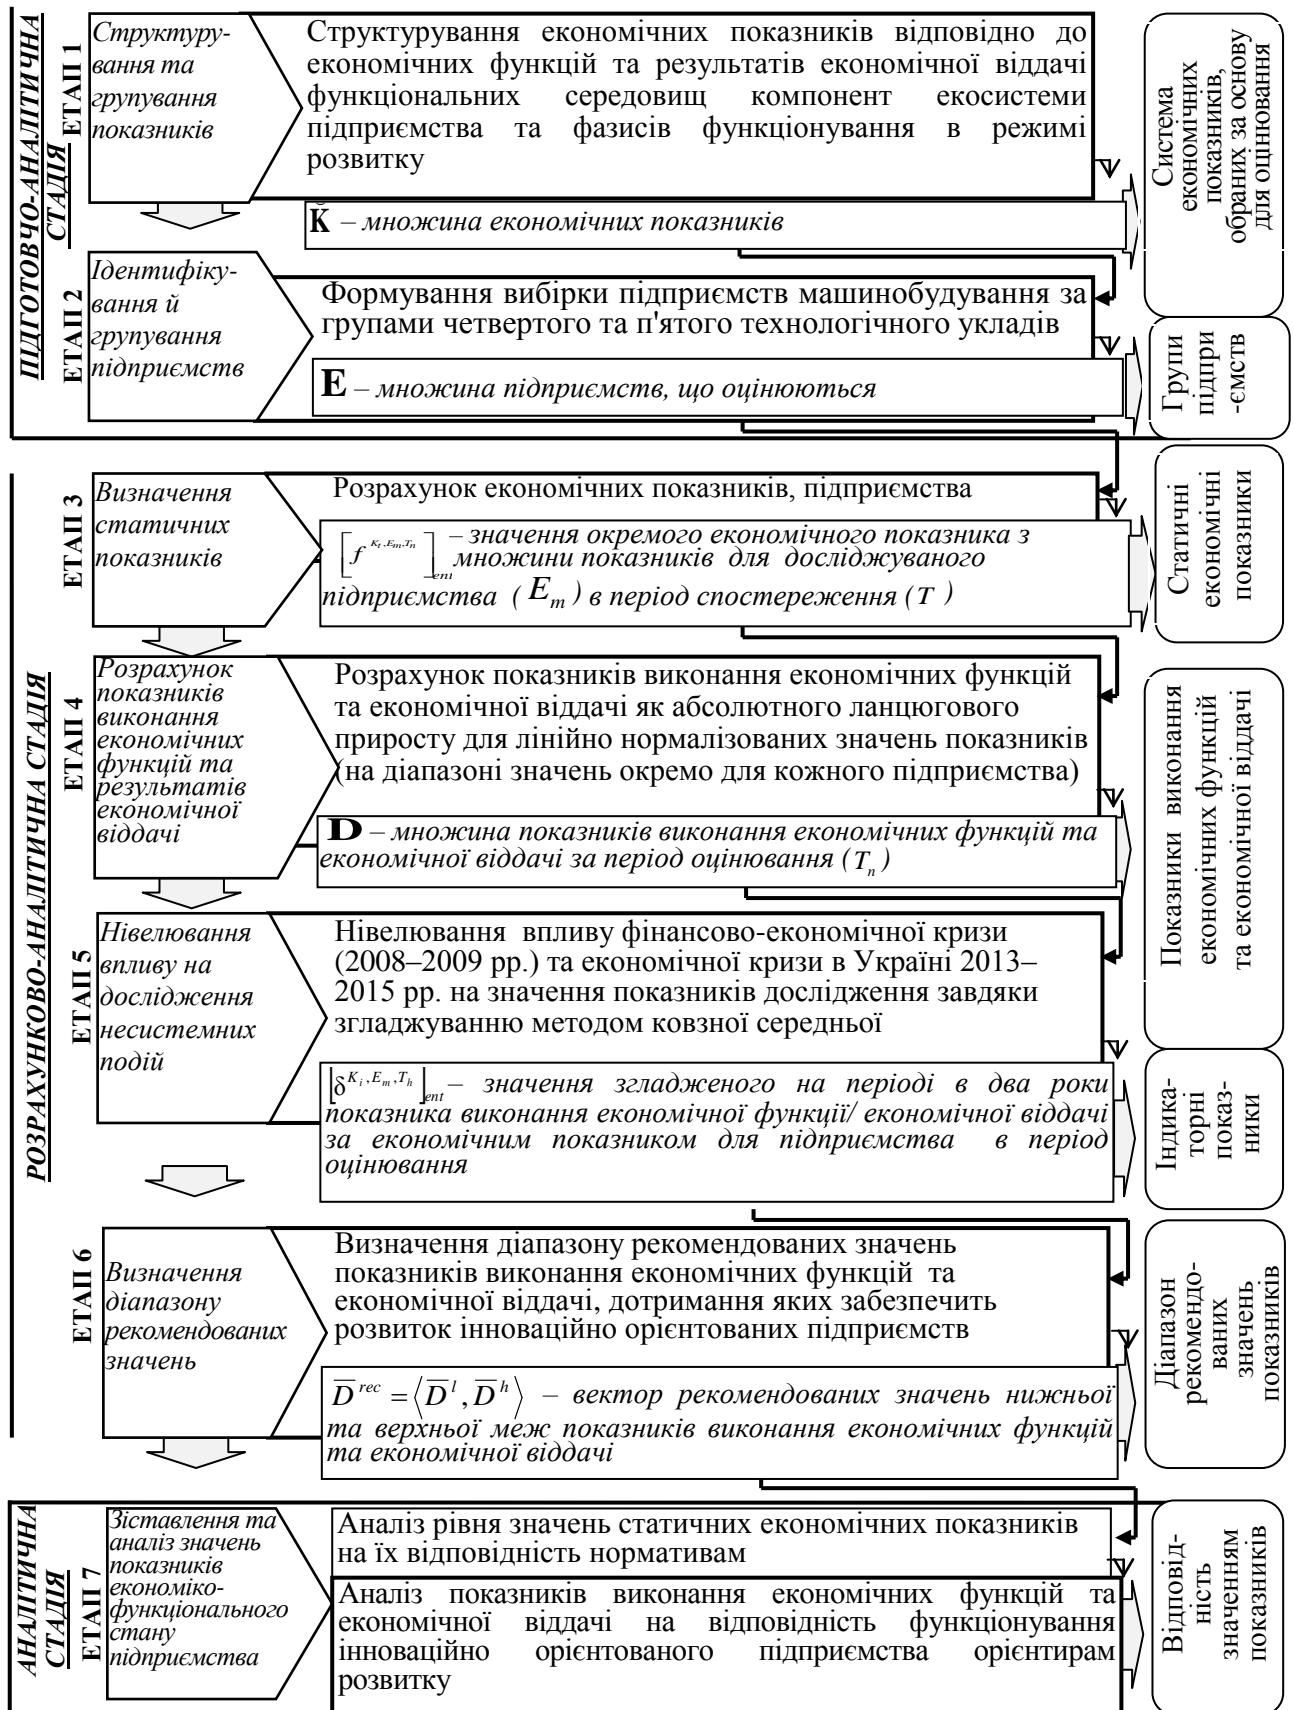 ПІДГОТОВЧО-АНАЛІТИЧНА
СТАДІЯ
ЕТАП 1
Структуру-
вання та
групування
показників
Структурування економічних показників відповідно до
економічних функцій та результатів економічної віддачі
функціональних середовищ компонент екосистеми
підприємства та фазисів функціонування в режимі
розвитку
K – множина економічних показників
Система
економічних
показників,
обраних за основу
для оцінювання
ЕТАП 2
Ідентифіку-
вання й
групування
підприємств
Формування вибірки підприємств машинобудування за
групами четвертого та п'ятого технологічного укладів
E – множина підприємств, що оцінюються
Групи
підпри
-ємств
РОЗРАХУНКОВО-АНАЛІТИЧНА СТАДІЯ
ЕТАП 3
Визначення
статичних
показників
Розрахунок економічних показників, підприємства
[f^{K_i,E_m,T_n}]_{ent} – значення окремого економічного показника з
множини показників для досліджуваного
підприємства ( E_m ) в період спостереження ( T )
Статичні
економічні
показники
ЕТАП 4
Розрахунок
показників
виконання
економічних
функцій та
результатів
економічної
віддачі
Розрахунок показників виконання економічних функцій
та економічної віддачі як абсолютного ланцюгового
приросту для лінійно нормалізованих значень показників
(на діапазоні значень окремо для кожного підприємства)
D – множина показників виконання економічних функцій та
економічної віддачі за період оцінювання ( T_n )
Показники виконання
економічних функцій
та економічної віддачі
ЕТАП 5
Нівелювання
впливу на
дослідження
несистемних
подій
Нівелювання впливу фінансово-економічної кризи
(2008–2009 рр.) та економічної кризи в Україні 2013–
2015 рр. на значення показників дослідження завдяки
згладжуванню методом ковзної середньої
[δ^{K_i,E_m,T_h}]_{ent} – значення згладженого на періоді в два роки
показника виконання економічної функції/ економічної віддачі
за економічним показником для підприємства в період
оцінювання
Індика-
торні
показ-
ники
ЕТАП 6
Визначення
діапазону
рекомендованих
значень
Визначення діапазону рекомендованих значень
показників виконання економічних функцій та
економічної віддачі, дотримання яких забезпечить
розвиток інноваційно орієнтованих підприємств
D̅^{rec} = ⟨D̅^l, D̅^h⟩ – вектор рекомендованих значень нижньої
та верхньої меж показників виконання економічних функцій
та економічної віддачі
Діапазон
рекомендо-
ваних
значень
показників
АНАЛІТИЧНА
СТАДІЯ
ЕТАП 7
Зіставлення та
аналіз значень
показників
економіко-
функціонального
стану
підприємства
Аналіз рівня значень статичних економічних показників
на їх відповідність нормативам
Аналіз показників виконання економічних функцій та
економічної віддачі на відповідність функціонування
інноваційно орієнтованого підприємства орієнтирам
розвитку
Відповід-
ність
значенням
показників